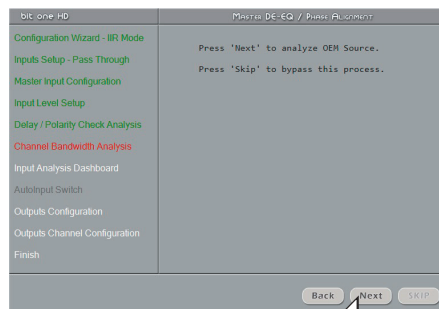 bit one HD
Master DE-EQ / Phase Alignment
Configuration Wizard - IIR Mode
Inputs Setup - Pass Through
Master Input Configuration
Input Level Setup
Delay / Polarity Check Analysis
Channel Bandwidth Analysis
Input Analysis Dashboard
AutoInput Switch
Outputs Configuration
Outputs Channel Configuration
Finish
Press 'Next' to analyze OEM Source.
Press 'Skip' to bypass this process.
Back
Next
SKIP